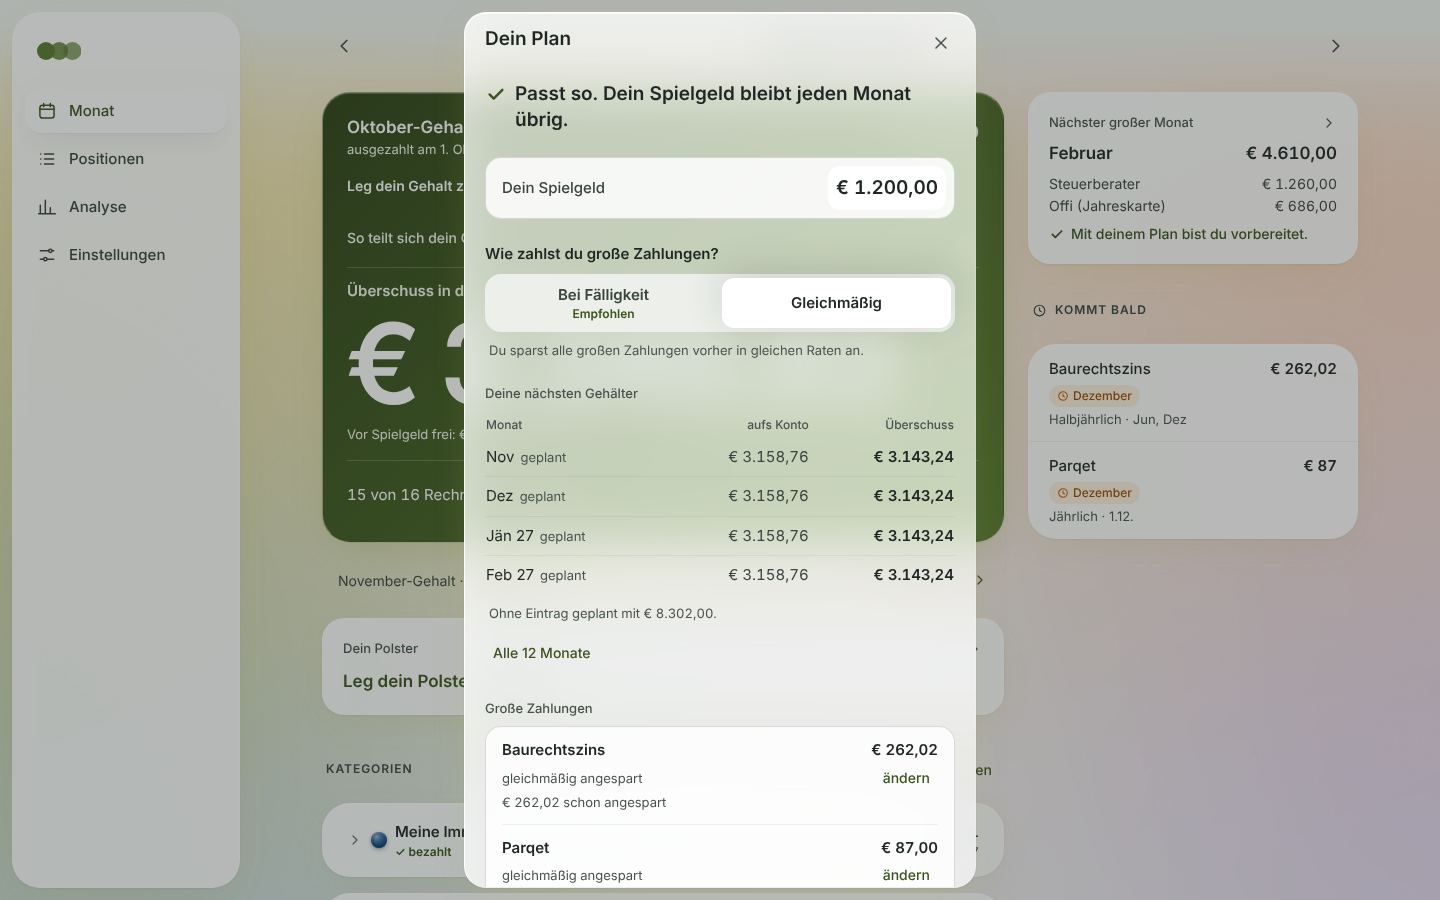 Monat
Positionen
Analyse
Einstellungen
Oktober-Geha
ausgezahlt am 1. O
Leg dein Gehalt z
So teilt sich dein
Überschuss in d
€ 3
Vor Spielgeld frei: €
15 von 16 Rechn
November-Gehalt ·
Dein Polster
Leg dein Polste
KATEGORIEN
en
Meine Im
bezahlt
Dein Plan
Passt so. Dein Spielgeld bleibt jeden Monat
übrig.
Dein Spielgeld € 1.200,00
Wie zahlst du große Zahlungen?
Bei Fälligkeit
Empfohlen
Gleichmäßig
Du sparst alle großen Zahlungen vorher in gleichen Raten an.
Deine nächsten Gehälter
Monat aufs Konto Überschuss
Nov geplant € 3.158,76 € 3.143,24
Dez geplant € 3.158,76 € 3.143,24
Jän 27 geplant € 3.158,76 € 3.143,24
Feb 27 geplant € 3.158,76 € 3.143,24
Ohne Eintrag geplant mit € 8.302,00.
Alle 12 Monate
Große Zahlungen
Baurechtszins € 262,02
gleichmäßig angespart ändern
€ 262,02 schon angespart
Parqet € 87,00
gleichmäßig angespart ändern
Nächster großer Monat
Februar € 4.610,00
Steuerberater € 1.260,00
Offi (Jahreskarte) € 686,00
Mit deinem Plan bist du vorbereitet.
KOMMT BALD
Baurechtszins € 262,02
Dezember
Halbjährlich · Jun, Dez
Parqet € 87
Dezember
Jährlich · 1.12.